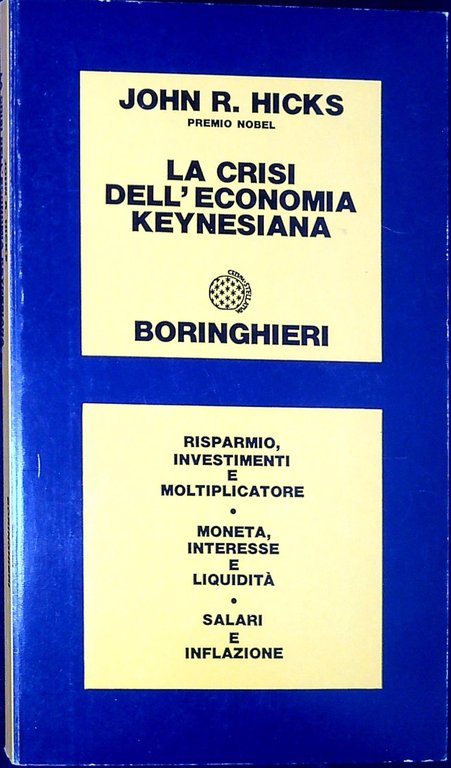 JOHN R. HICKS
PREMIO NOBEL
LA CRISI
DELL'ECONOMIA
KEYNESIANA
BORINGHIERI
RISPARMIO,
INVESTIMENTI
E
MOLTIPLICATORE
•
MONETA,
INTERESSE
E
LIQUIDITÀ
•
SALARI
E
INFLAZIONE